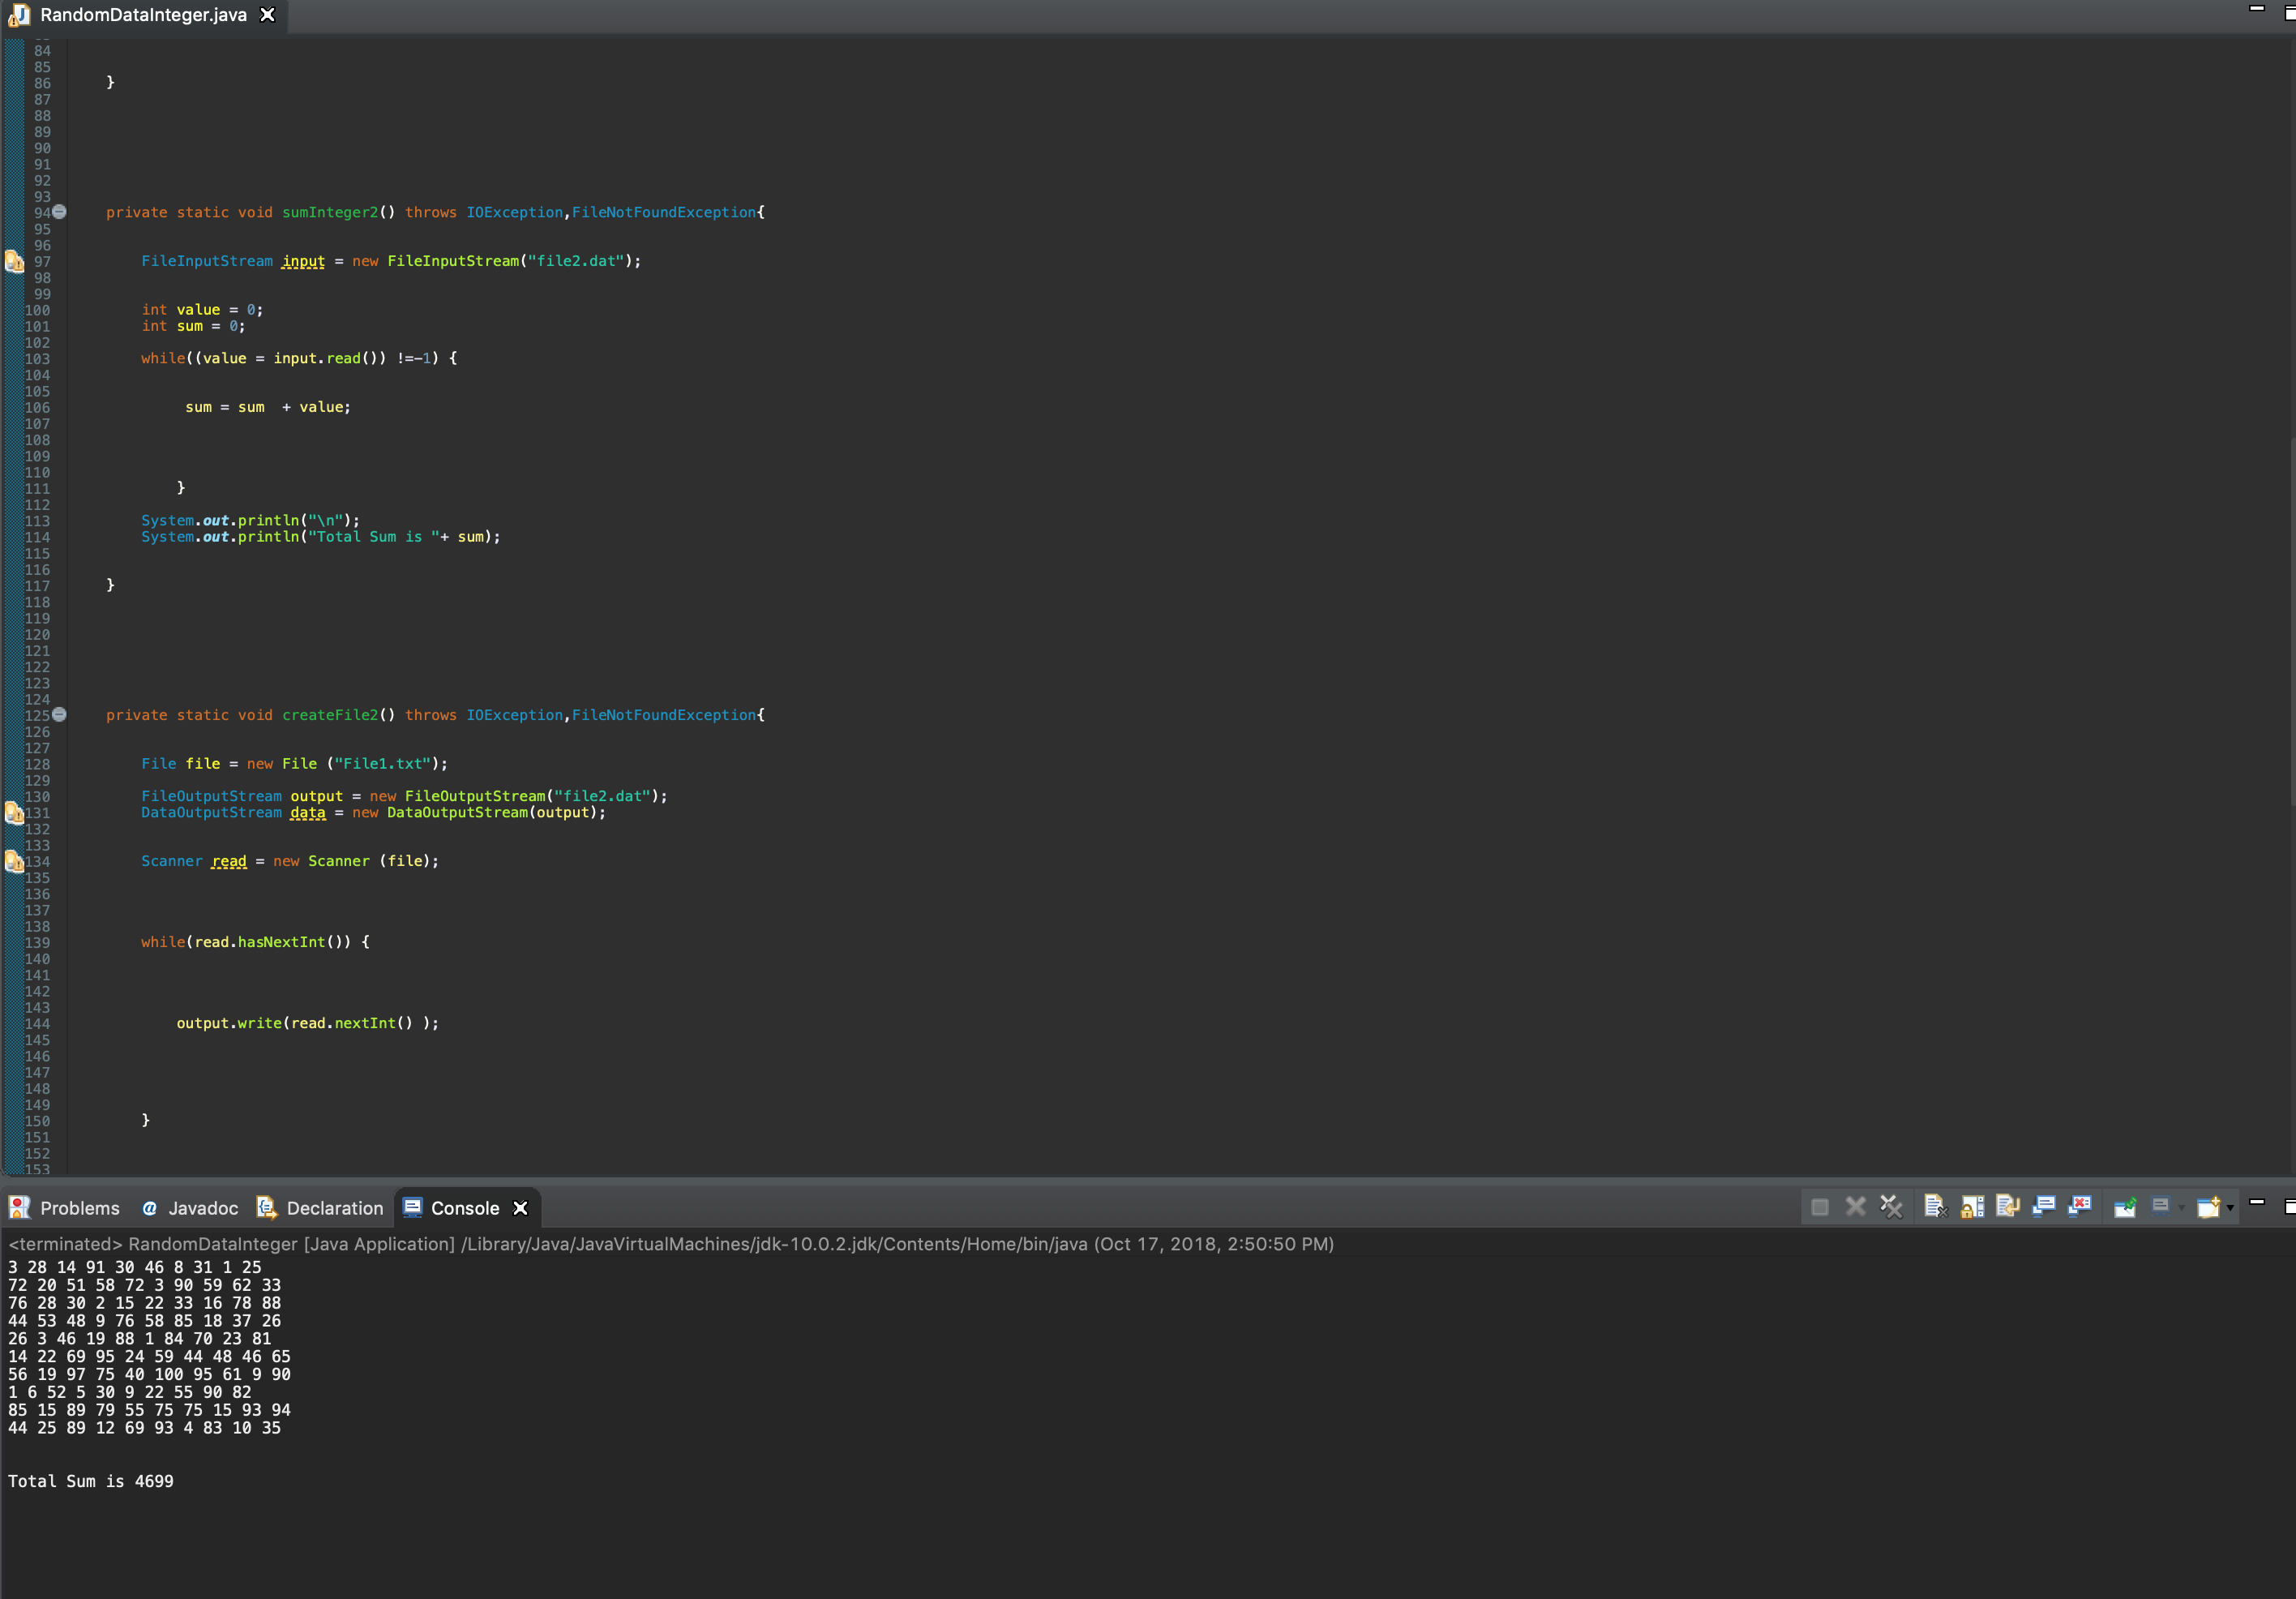 RandomDataInteger.java
84
85
86 }
87
88
89
90
91
92
93
94 private static void sumInteger2() throws IOException,FileNotFoundException{
95
96
97 FileInputStream input = new FileInputStream("file2.dat");
98
99
100 int value = 0;
101 int sum = 0;
102
103 while((value = input.read()) !=-1) {
104
105
106 sum = sum  + value;
107
108
109
110
111 }
112
113 System.out.println("\n");
114 System.out.println("Total Sum is "+ sum);
115
116
117 }
118
119
120
121
122
123
124
125 private static void createFile2() throws IOException,FileNotFoundException{
126
127
128 File file = new File ("File1.txt");
129
130 FileOutputStream output = new FileOutputStream("file2.dat");
131 DataOutputStream data = new DataOutputStream(output);
132
133
134 Scanner read = new Scanner (file);
135
136
137
138
139 while(read.hasNextInt()) {
140
141
142
143
144 output.write(read.nextInt() );
145
146
147
148
149
150 }
151
152
153
Problems @ Javadoc Declaration Console
<terminated> RandomDataInteger [Java Application] /Library/Java/JavaVirtualMachines/jdk-10.0.2.jdk/Contents/Home/bin/java (Oct 17, 2018, 2:50:50 PM)
3 28 14 91 30 46 8 31 1 25
72 20 51 58 72 3 90 59 62 33
76 28 30 2 15 22 33 16 78 88
44 53 48 9 76 58 85 18 37 26
26 3 46 19 88 1 84 70 23 81
14 22 69 95 24 59 44 48 46 65
56 19 97 75 40 100 95 61 9 90
1 6 52 5 30 9 22 55 90 82
85 15 89 79 55 75 75 15 93 94
44 25 89 12 69 93 4 83 10 35
Total Sum is 4699